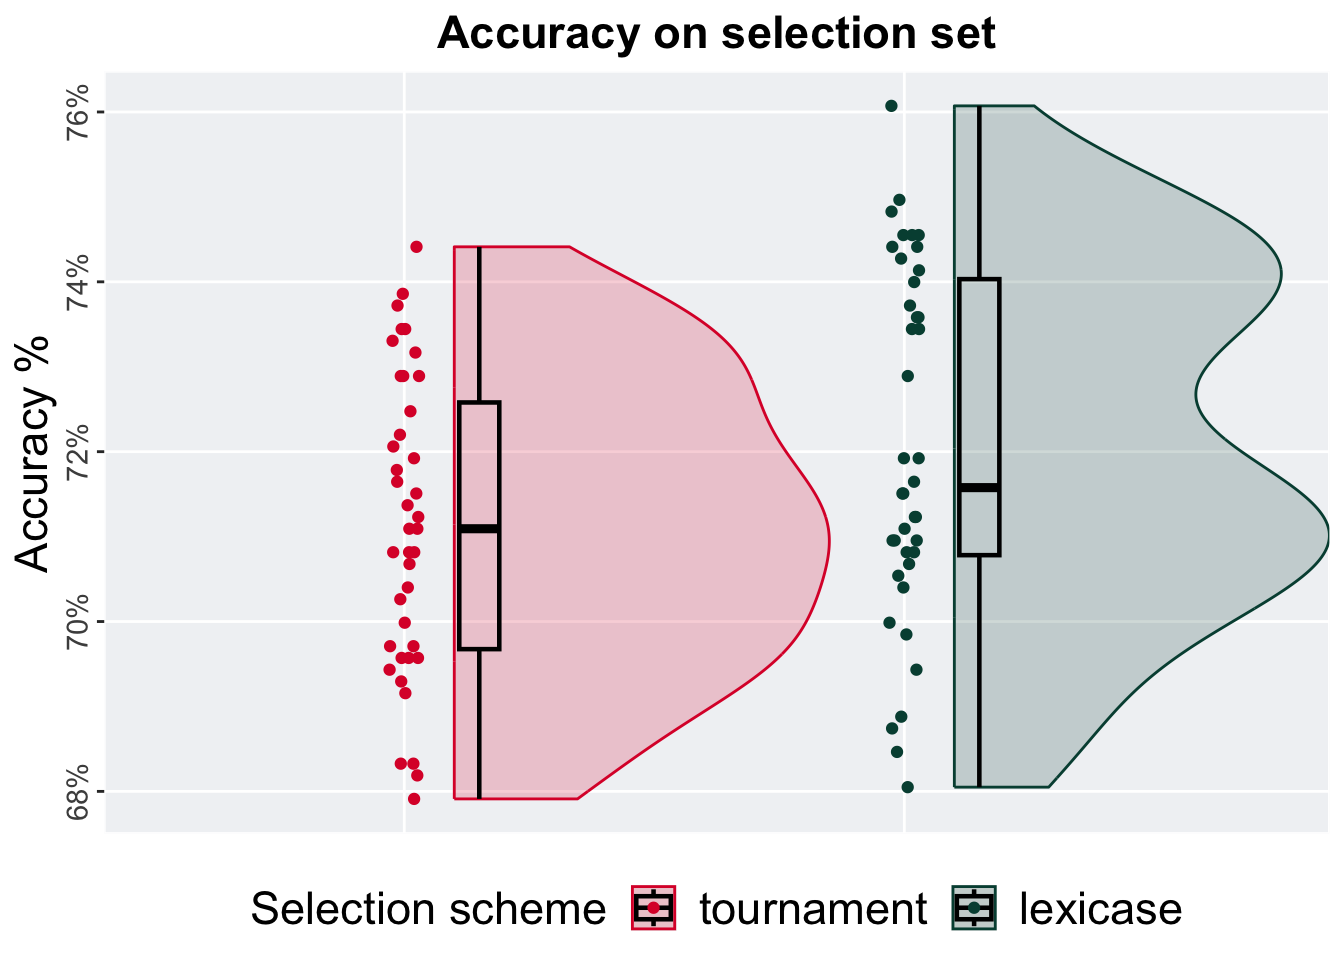 Accuracy on selection set
Accuracy %
76%
74%
72%
70%
68%
Selection scheme tournament lexicase